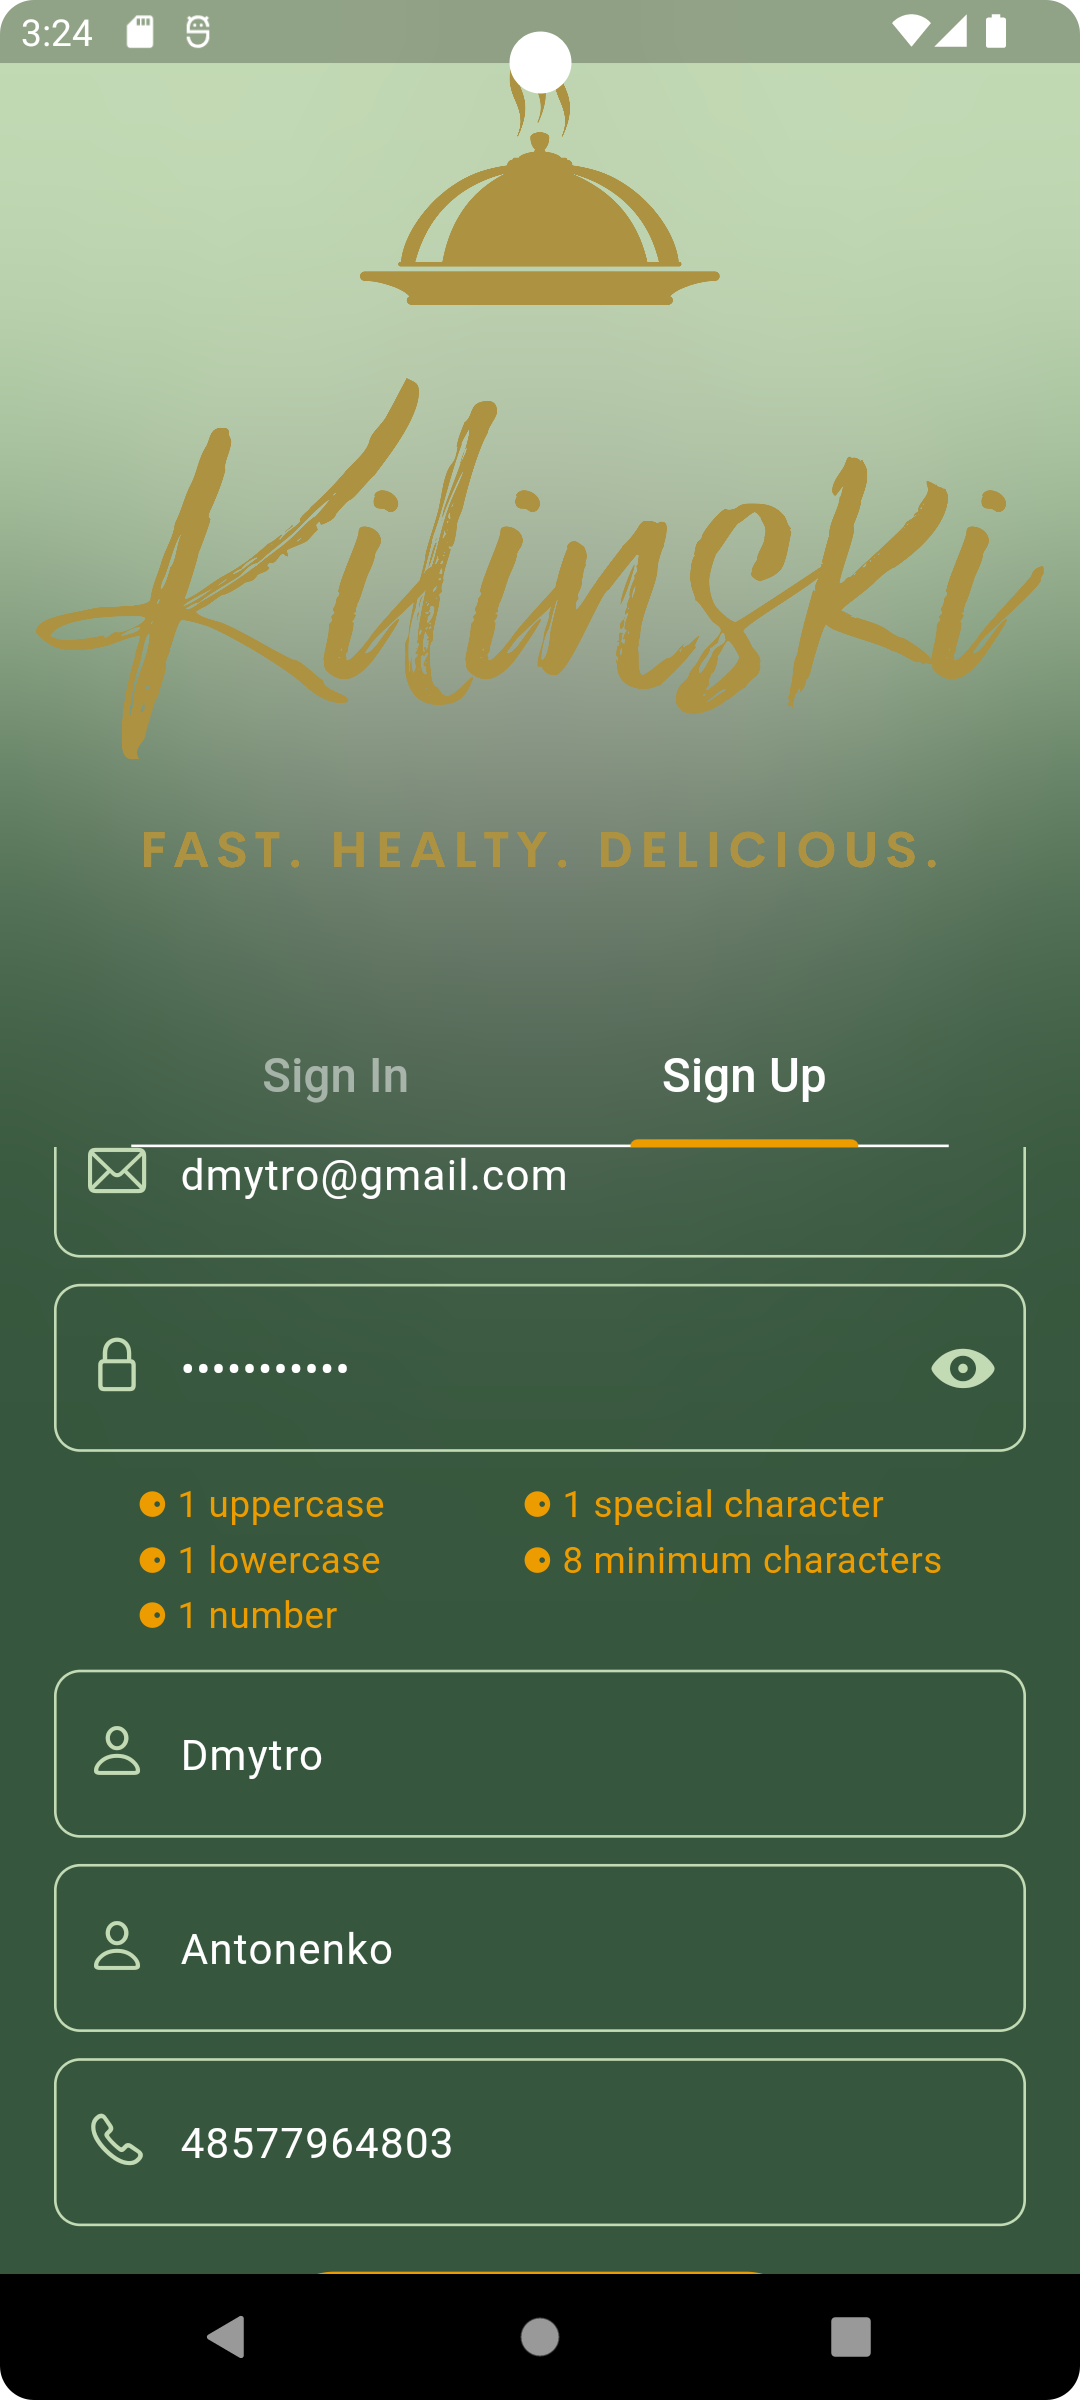 3:24
Kilinski
FAST. HEALTY. DELICIOUS.
Sign In Sign Up
dmytro@gmail.com
•••••••••••
1 uppercase 1 special character
1 lowercase 8 minimum characters
1 number
Dmytro
Antonenko
48577964803